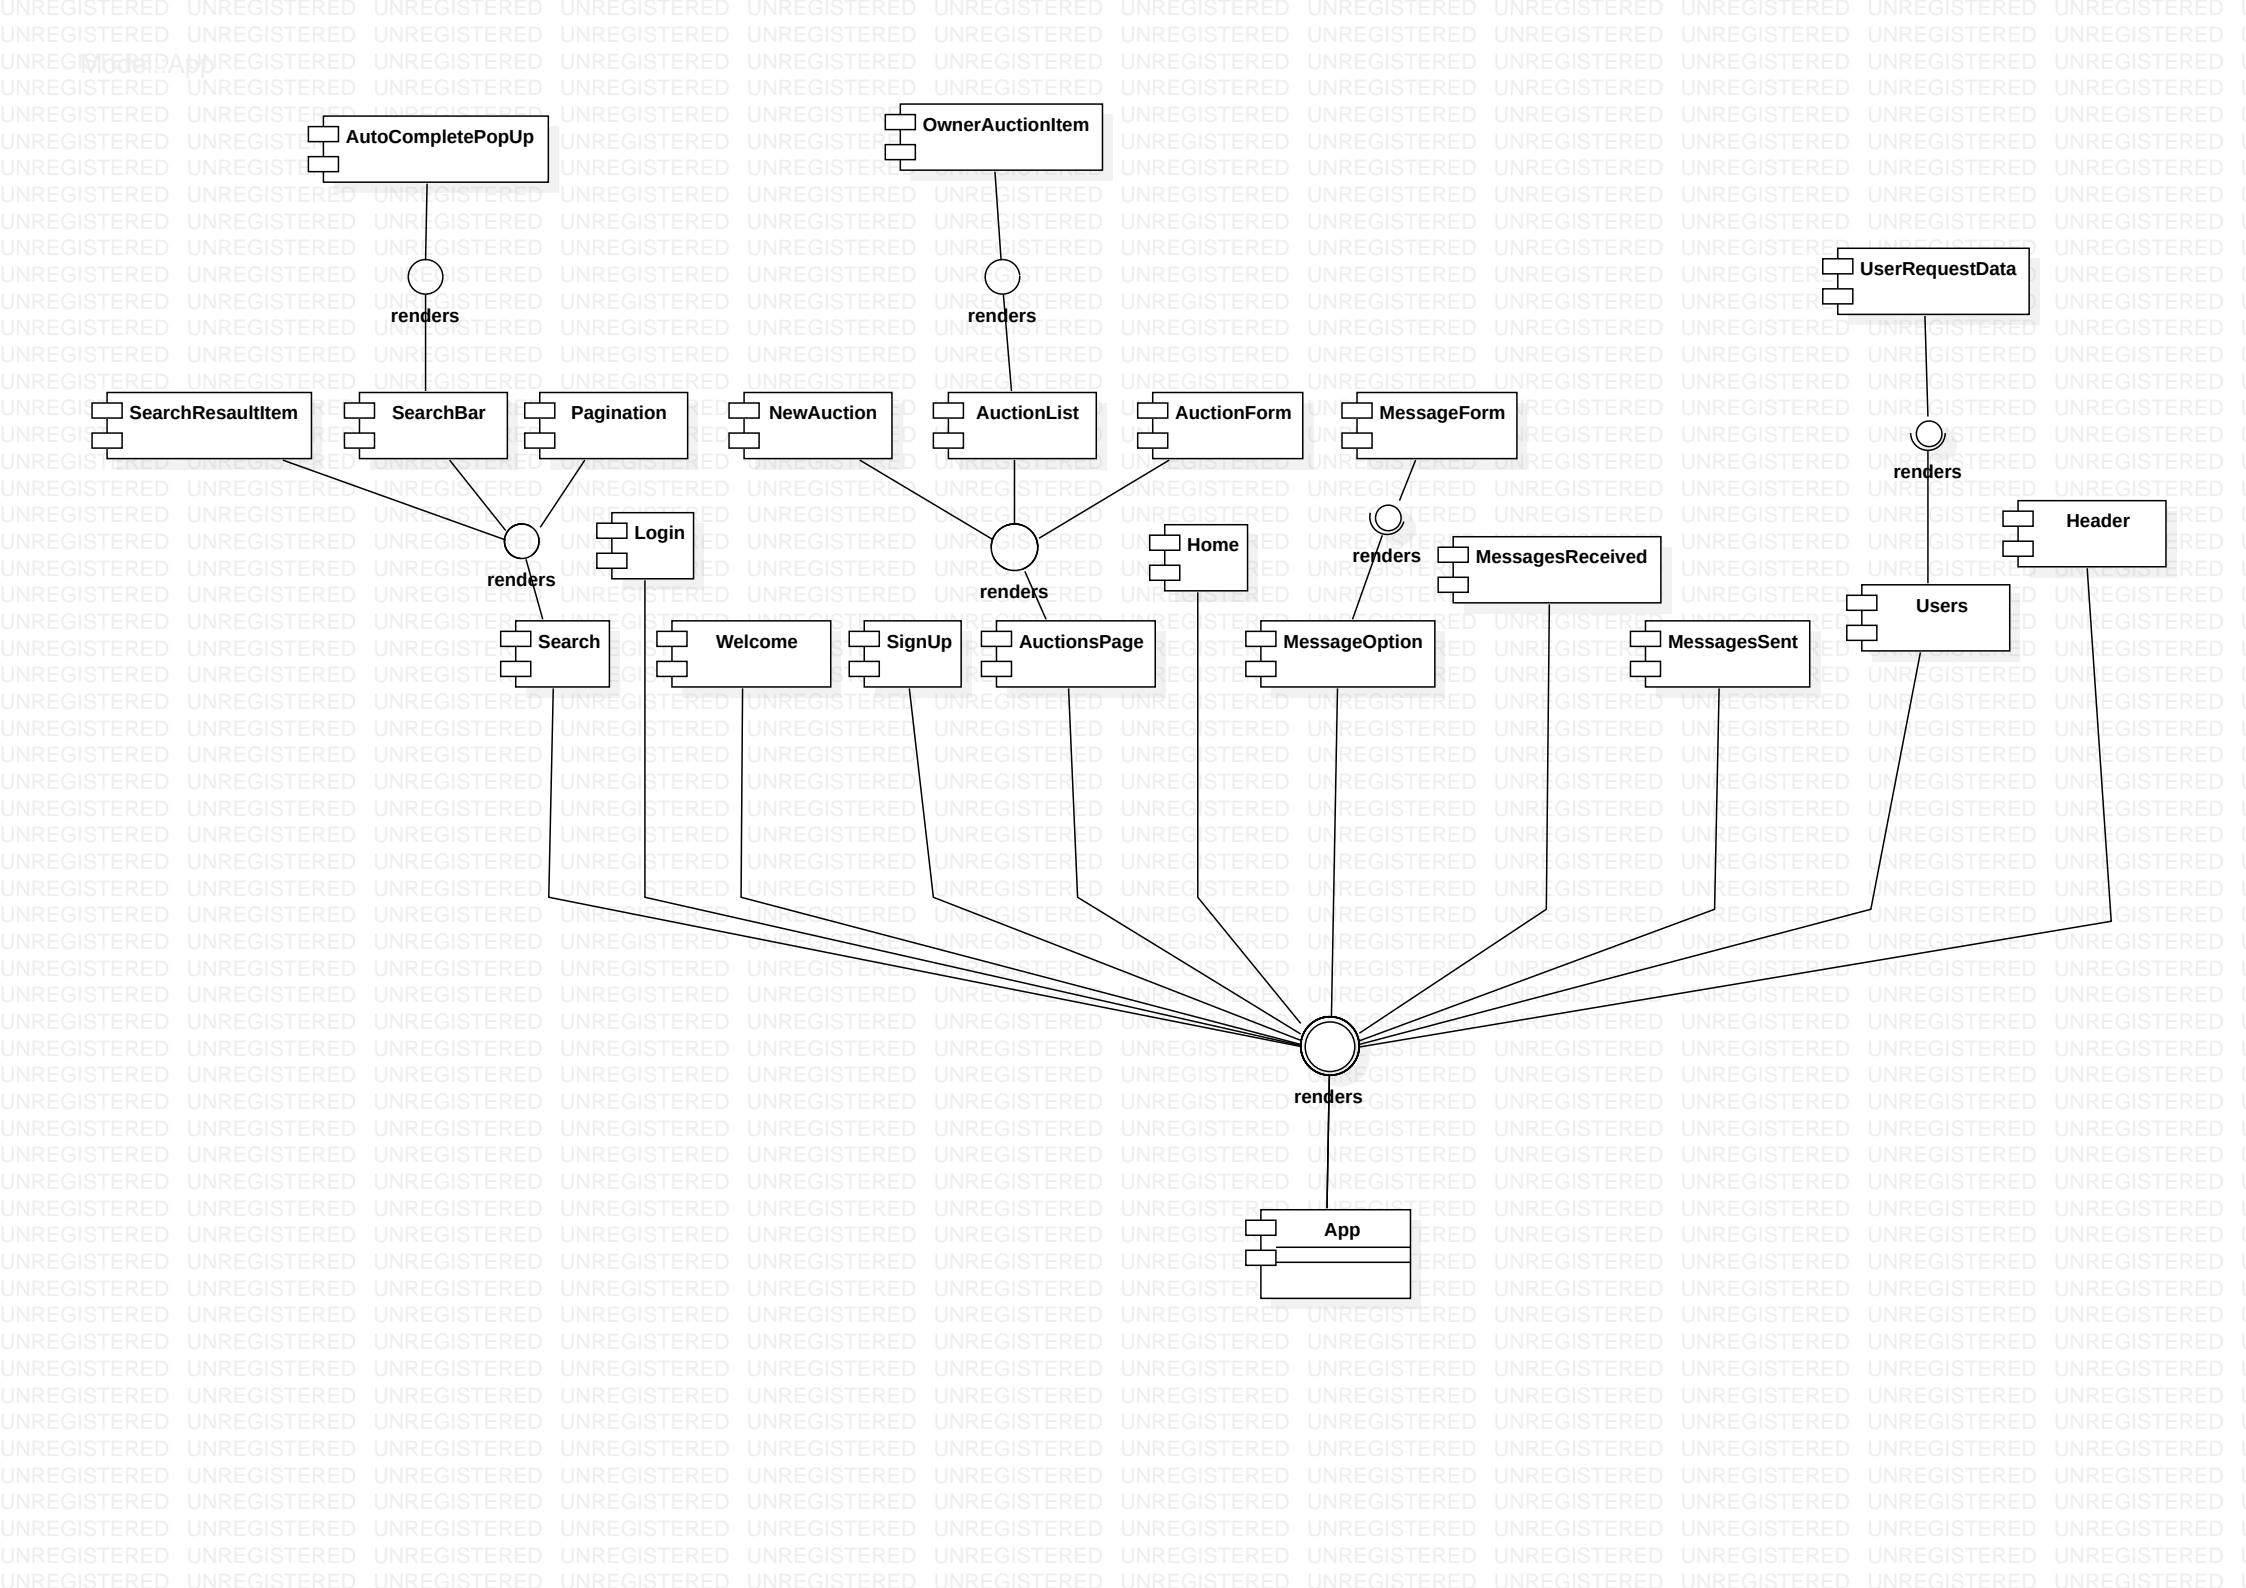 Model::App
OwnerAuctionItem
AutoCompletePopUp
UserRequestData
renders
renders
SearchResaultItem
SearchBar
Pagination
NewAuction
AuctionList
AuctionForm
MessageForm
renders
Header
Login
Home
renders
MessagesReceived
renders
renders
Users
Search
Welcome
SignUp
AuctionsPage
MessageOption
MessagesSent
renders
App
UNREGISTERED